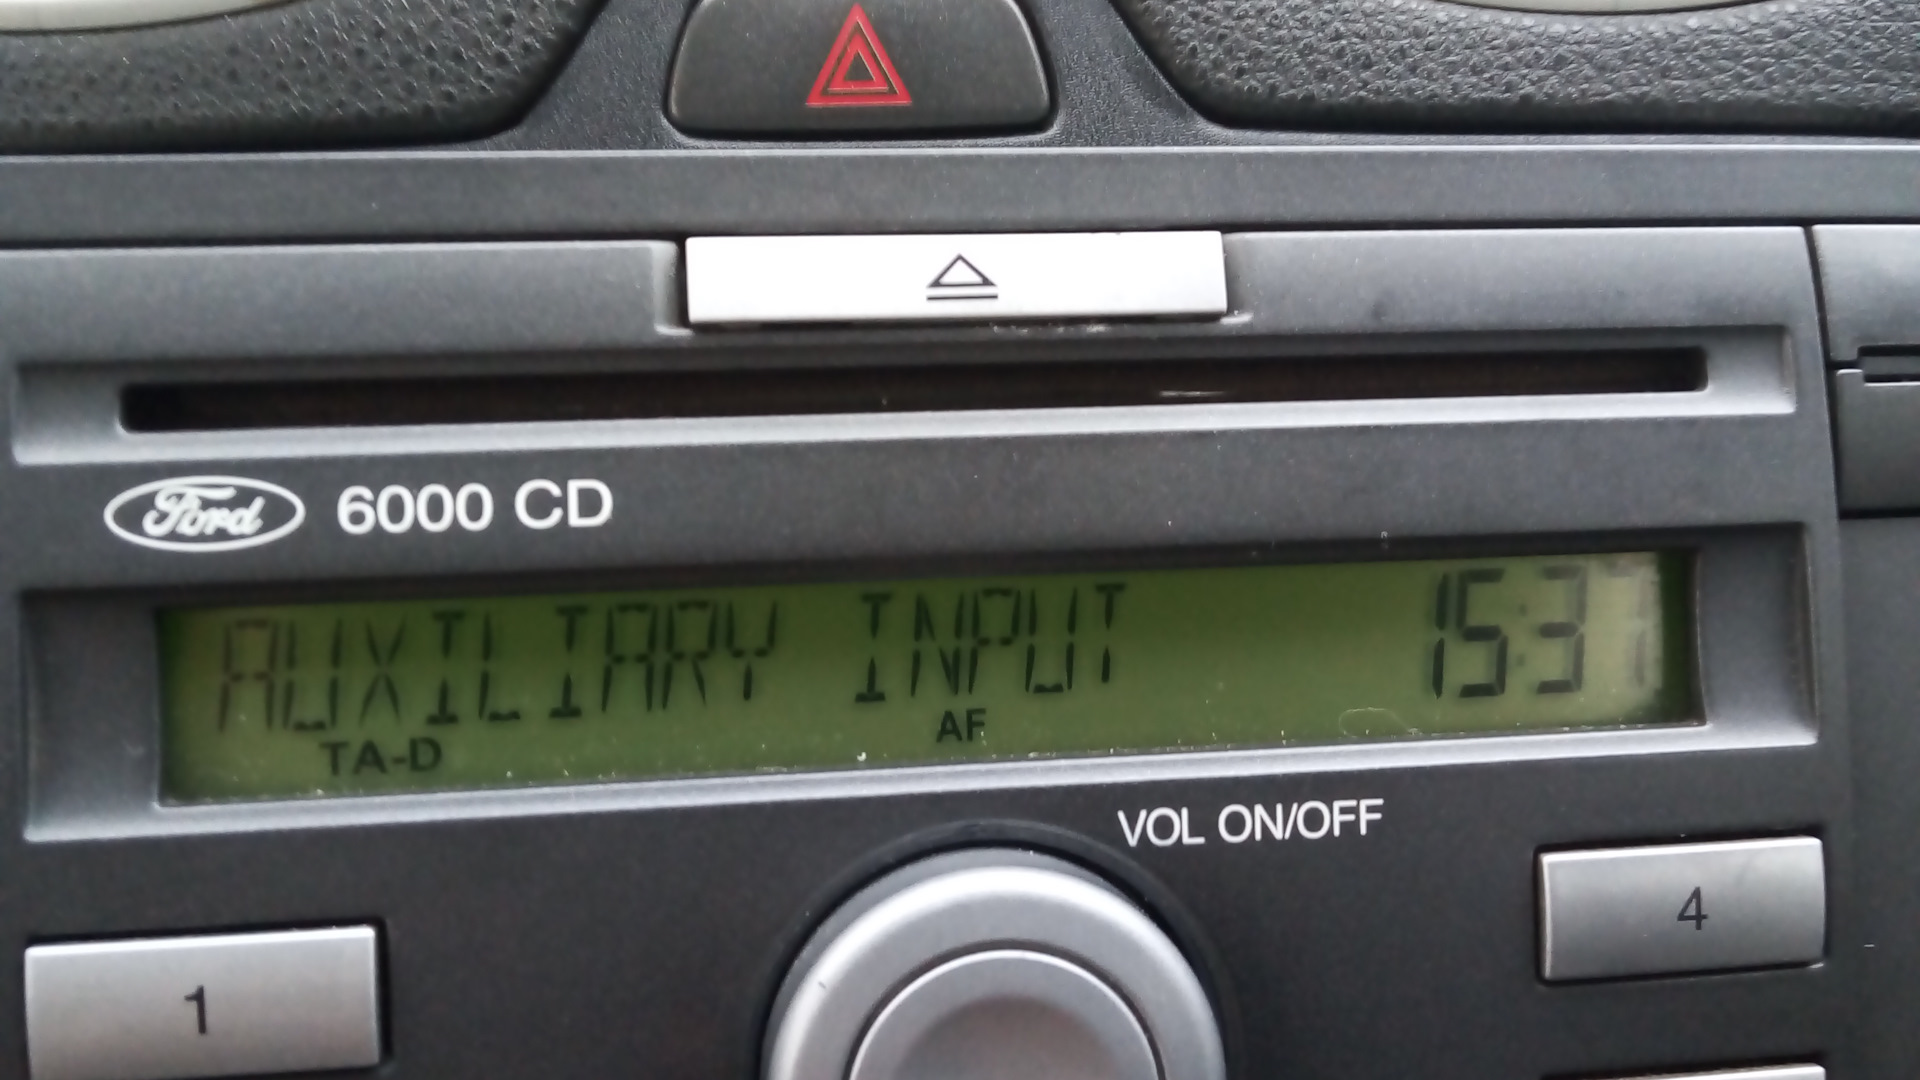 Ford 6000 CD
AUXILIARY INPUT 15:37
TA-D AF
VOL ON/OFF
4
1